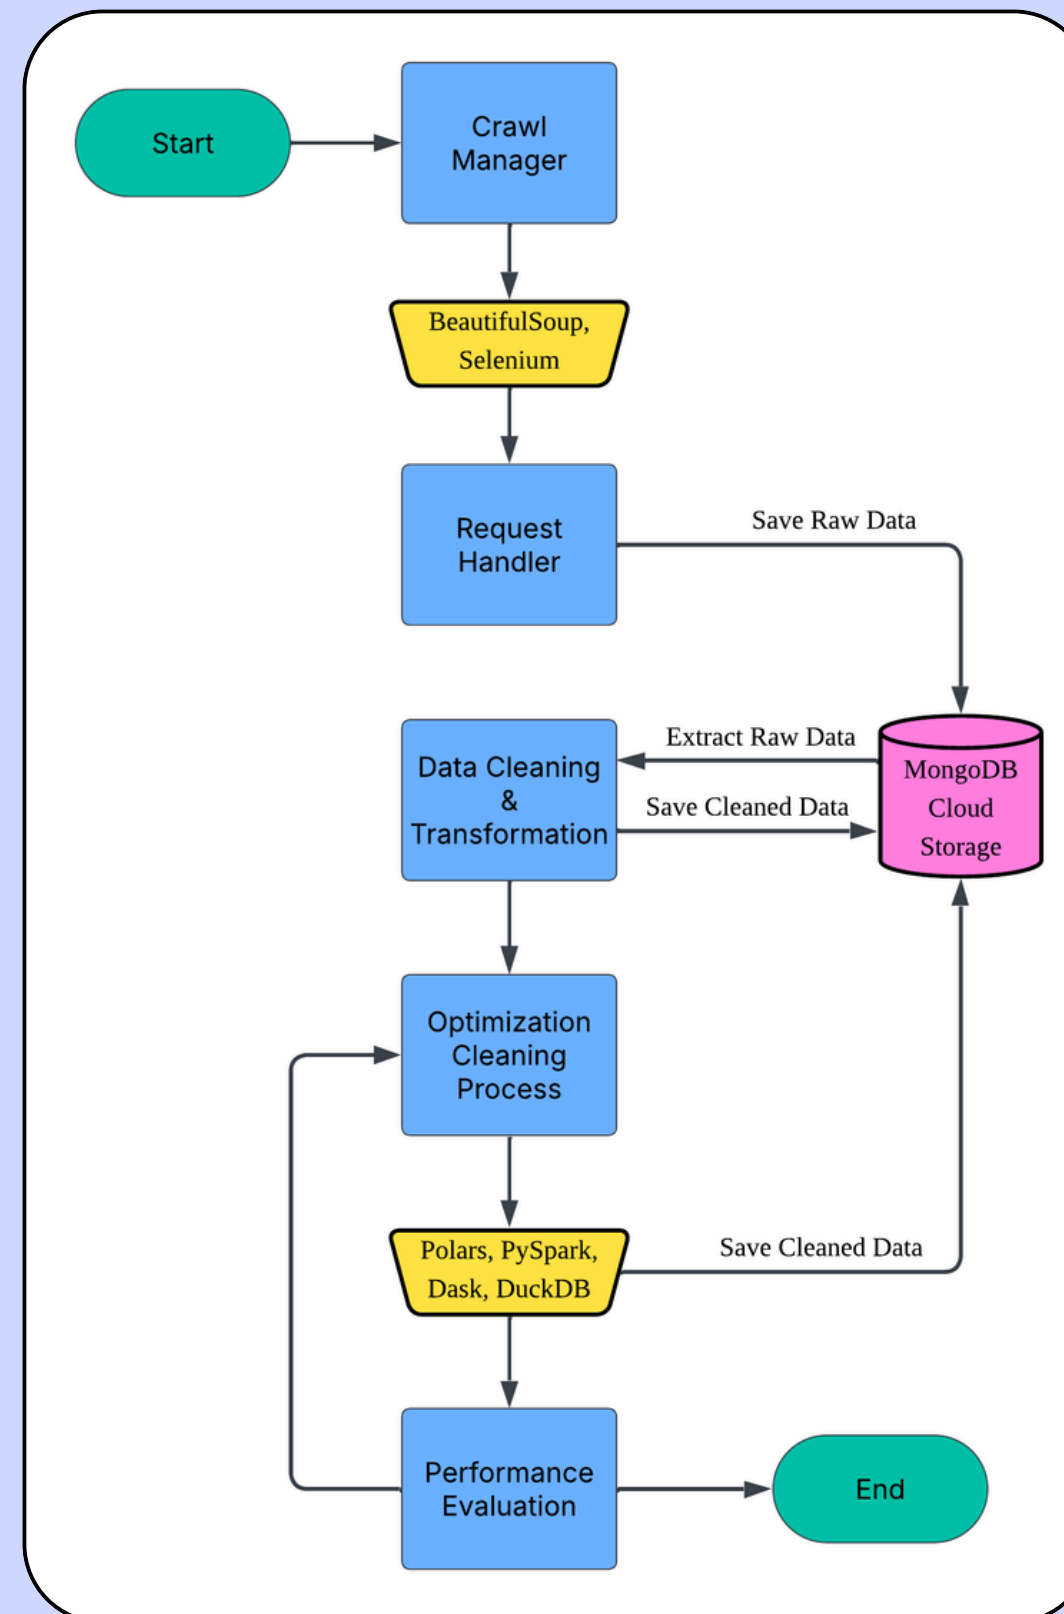 Start
Crawl
Manager
BeautifulSoup,
Selenium
Request
Handler
Save Raw Data
Extract Raw Data
Data Cleaning
&
Transformation
Save Cleaned Data
MongoDB
Cloud
Storage
Optimization
Cleaning
Process
Polars, PySpark,
Dask, DuckDB
Save Cleaned Data
Performance
Evaluation
End